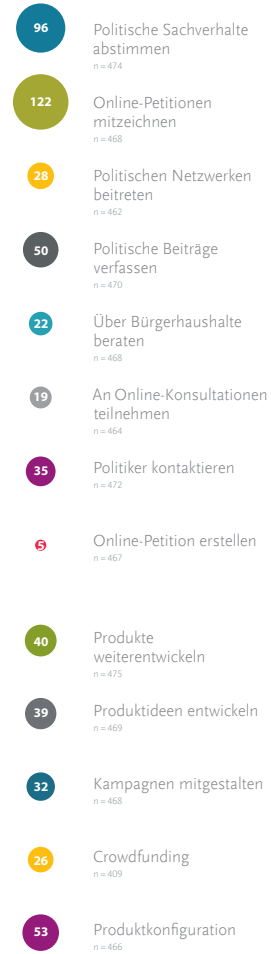 96
Politische Sachverhalte
abstimmen
n = 474
122
Online-Petitionen
mitzeichnen
n = 468
28
Politischen Netzwerken
beitreten
n = 462
50
Politische Beiträge
verfassen
n = 470
22
Über Bürgerhaushalte
beraten
n = 468
19
An Online-Konsultationen
teilnehmen
n = 464
35
Politiker kontaktieren
n = 472
5
Online-Petition erstellen
n = 467
40
Produkte
weiterentwickeln
n = 475
39
Produktideen entwickeln
n = 469
32
Kampagnen mitgestalten
n = 468
26
Crowdfunding
n = 409
53
Produktkonfiguration
n = 466